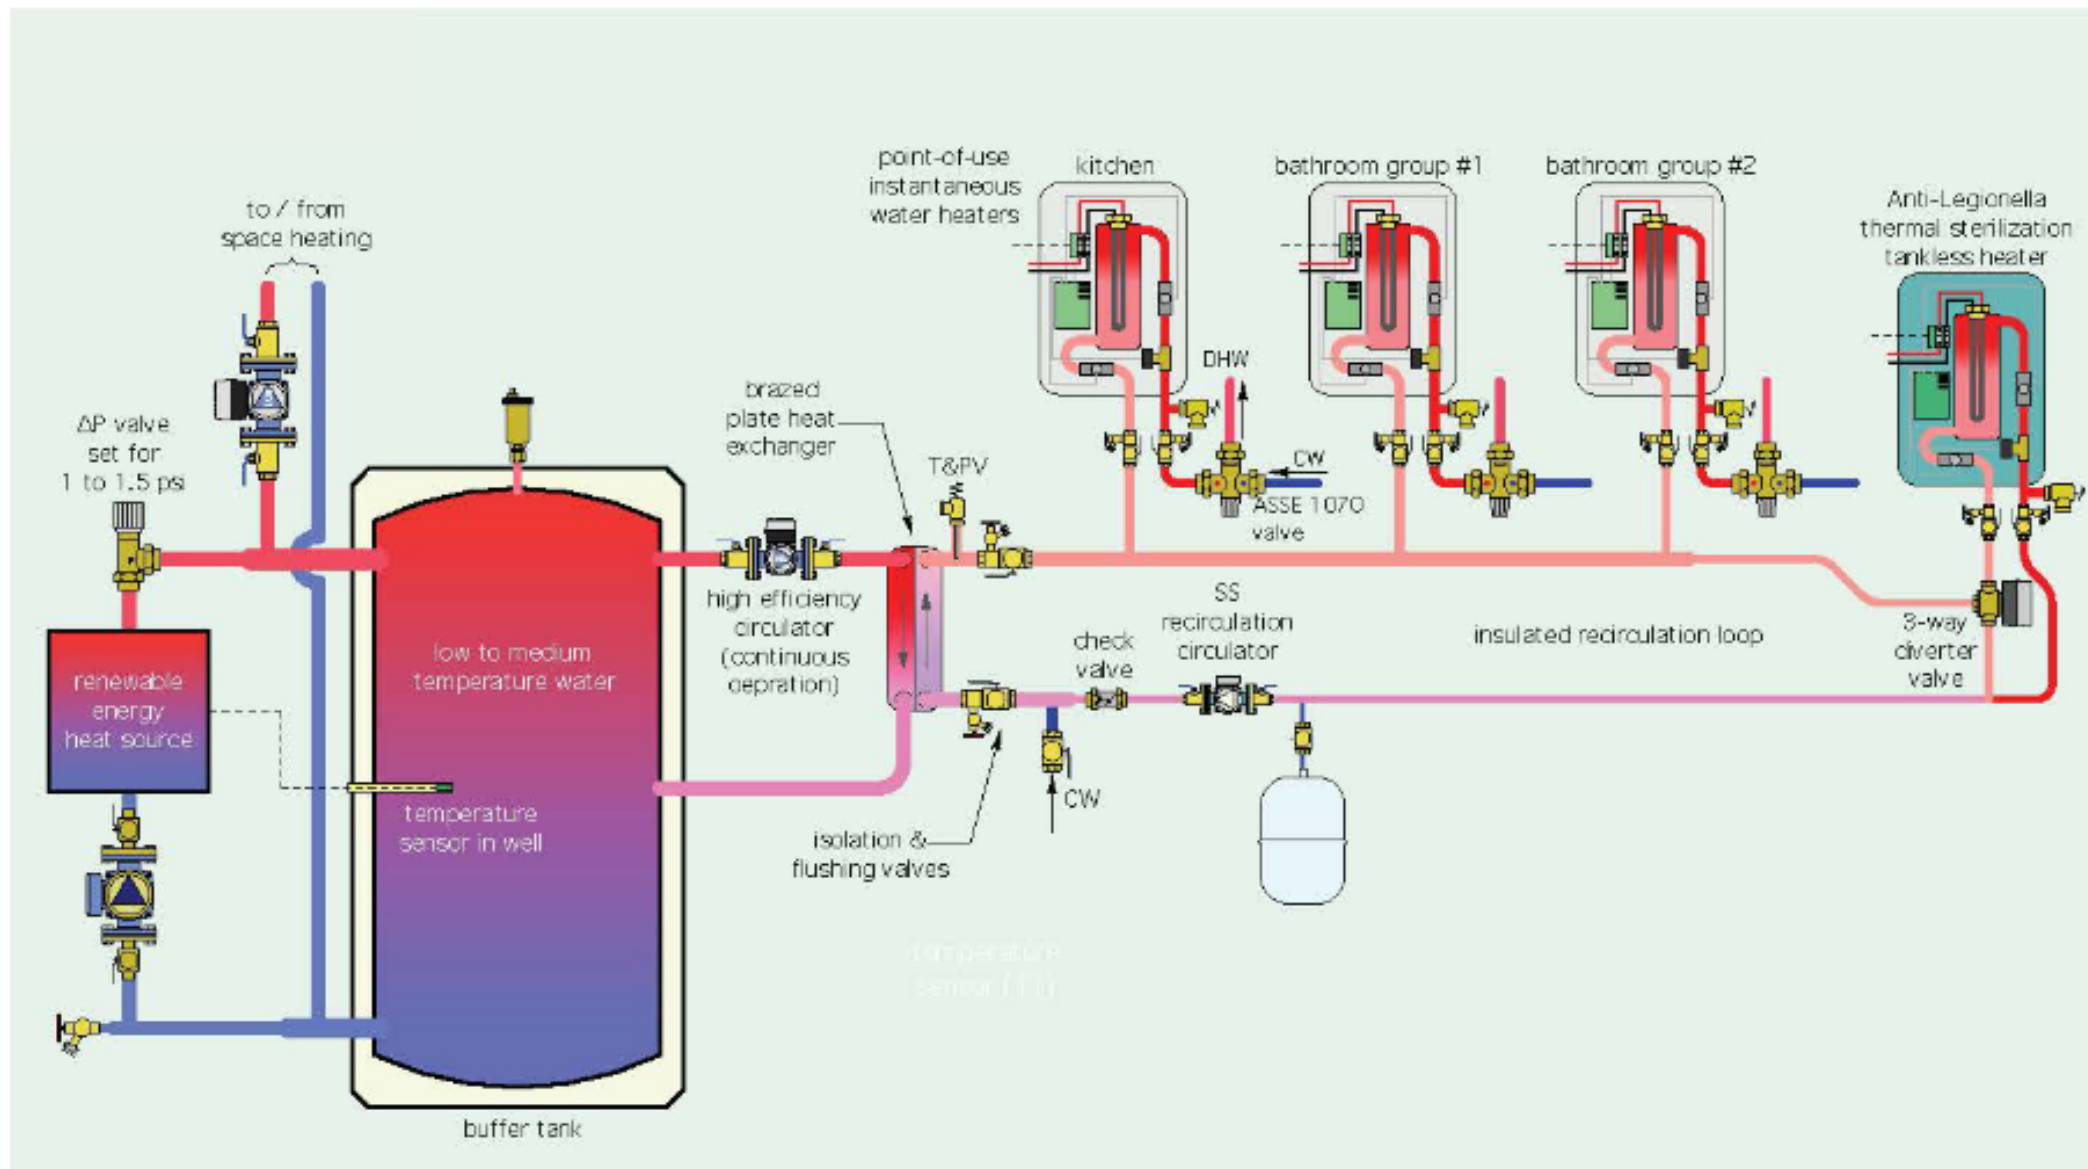 to / from
space heating
ΔP valve
set for
1 to 1.5 psi
renewable
energy
heat source
low to medium
temperature water
temperature
sensor in well
buffer tank
high efficiency
circulator
(continuous
oepration)
brazed
plate heat
exchanger
T&PV
isolation &
flushing valves
CW
check
valve
SS
recirculation
circulator
point-of-use
instantaneous
water heaters
kitchen
DHW
CW
ASSE 1070
valve
bathroom group #1
bathroom group #2
Anti-Legionella
thermal sterilization
tankless heater
insulated recirculation loop
3-way
diverter
valve
temperature